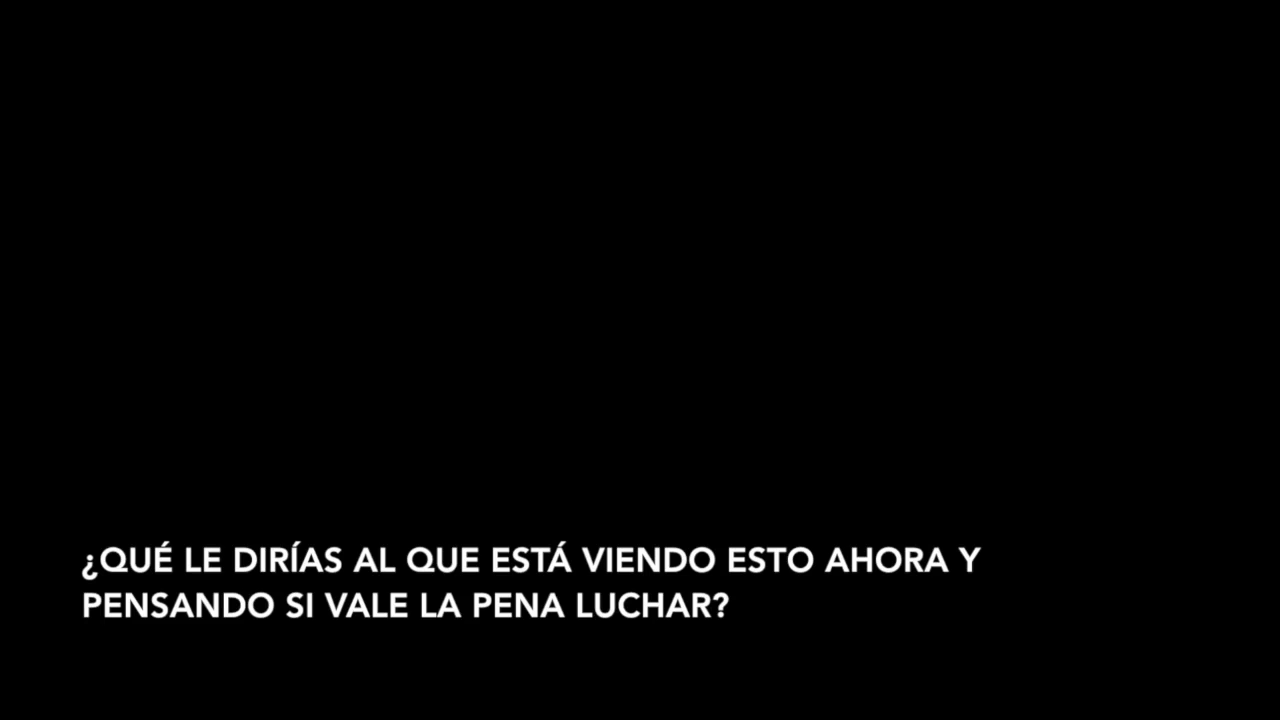 ¿QUÉ LE DIRÍAS AL QUE ESTÁ VIENDO ESTO AHORA Y
PENSANDO SI VALE LA PENA LUCHAR?